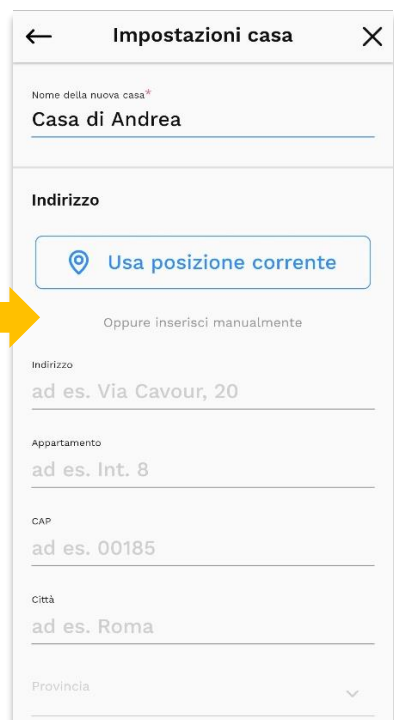 Impostazioni casa
Nome della nuova casa*
Casa di Andrea
Indirizzo
Usa posizione corrente
Oppure inserisci manualmente
Indirizzo
ad es. Via Cavour, 20
Appartamento
ad es. Int. 8
CAP
ad es. 00185
Città
ad es. Roma
Provincia